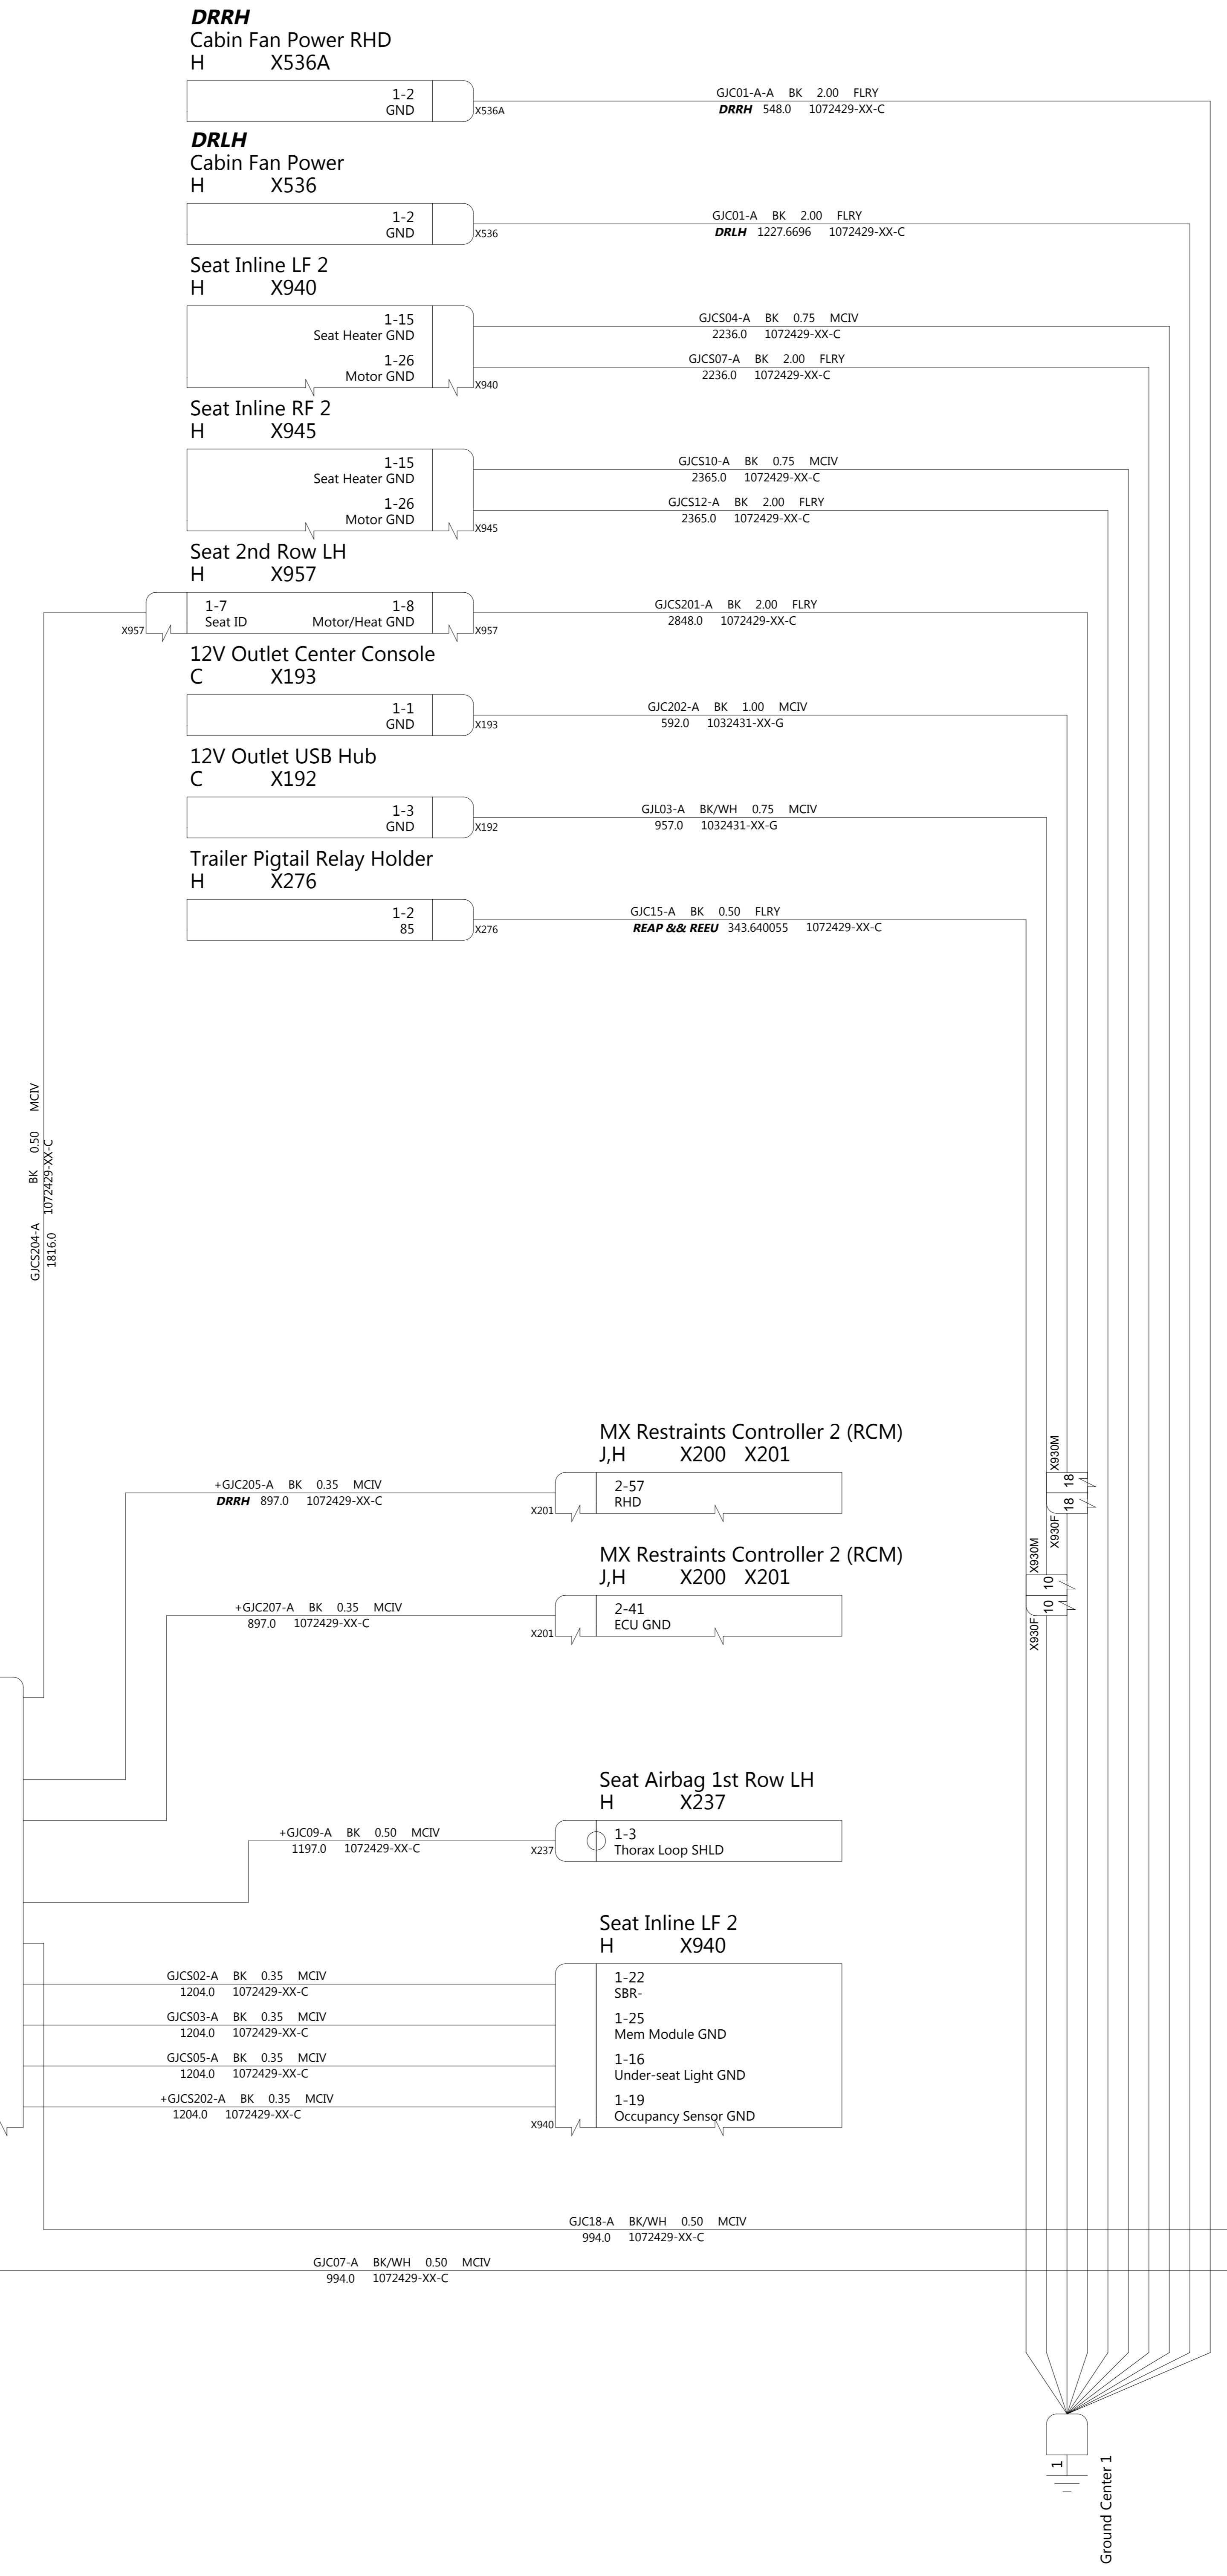 DRRH
Cabin Fan Power RHD
H X536A
1-2
GND
X536A
GJC01-A-A BK 2.00 FLRY
DRRH 548.0 1072429-XX-C
DRLH
Cabin Fan Power
H X536
1-2
GND
X536
GJC01-A BK 2.00 FLRY
DRLH 1227.6696 1072429-XX-C
Seat Inline LF 2
H X940
1-15
Seat Heater GND
1-26
Motor GND
X940
GJCS04-A BK 0.75 MCIV
2236.0 1072429-XX-C
GJCS07-A BK 2.00 FLRY
2236.0 1072429-XX-C
Seat Inline RF 2
H X945
1-15
Seat Heater GND
1-26
Motor GND
X945
GJCS10-A BK 0.75 MCIV
2365.0 1072429-XX-C
GJCS12-A BK 2.00 FLRY
2365.0 1072429-XX-C
Seat 2nd Row LH
H X957
X957
1-7
Seat ID
1-8
Motor/Heat GND
X957
GJCS201-A BK 2.00 FLRY
2848.0 1072429-XX-C
12V Outlet Center Console
C X193
1-1
GND
X193
GJC202-A BK 1.00 MCIV
592.0 1032431-XX-G
12V Outlet USB Hub
C X192
1-3
GND
X192
GJL03-A BK/WH 0.75 MCIV
957.0 1032431-XX-G
Trailer Pigtail Relay Holder
H X276
1-2
85
X276
GJC15-A BK 0.50 FLRY
REAP && REEU 343.640055 1072429-XX-C
GJCS204-A BK 0.50 MCIV
1816.0 1072429-XX-C
MX Restraints Controller 2 (RCM)
J,H X200 X201
+GJC205-A BK 0.35 MCIV
DRRH 897.0 1072429-XX-C
X201
2-57
RHD
X930M
18
18
X930F
MX Restraints Controller 2 (RCM)
J,H X200 X201
+GJC207-A BK 0.35 MCIV
897.0 1072429-XX-C
X201
2-41
ECU GND
X930M
10
10
X930F
Seat Airbag 1st Row LH
H X237
+GJC09-A BK 0.50 MCIV
1197.0 1072429-XX-C
X237
1-3
Thorax Loop SHLD
Seat Inline LF 2
H X940
GJCS02-A BK 0.35 MCIV
1204.0 1072429-XX-C
GJCS03-A BK 0.35 MCIV
1204.0 1072429-XX-C
GJCS05-A BK 0.35 MCIV
1204.0 1072429-XX-C
+GJCS202-A BK 0.35 MCIV
1204.0 1072429-XX-C
X940
1-22
SBR-
1-25
Mem Module GND
1-16
Under-seat Light GND
1-19
Occupancy Sensor GND
GJC18-A BK/WH 0.50 MCIV
994.0 1072429-XX-C
GJC07-A BK/WH 0.50 MCIV
994.0 1072429-XX-C
1
Ground Center 1